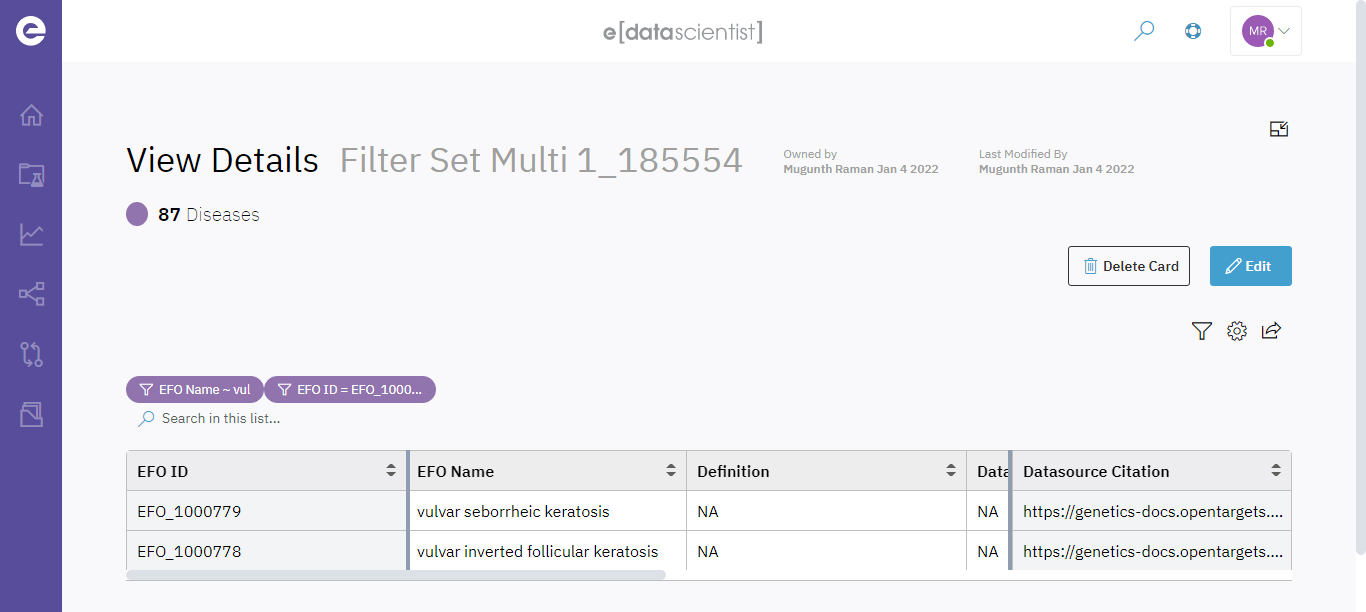 e
e[datascientist]
MR
View Details Filter Set Multi 1_185554
Owned by
Mugunth Raman Jan 4 2022
Last Modified By
Mugunth Raman Jan 4 2022
87 Diseases
Delete Card
Edit
EFO Name ~ vul
EFO ID = EFO_1000...
Search in this list...
EFO ID EFO Name Definition Data Datasource Citation
EFO_1000779 vulvar seborrheic keratosis NA NA https://genetics-docs.opentargets....
EFO_1000778 vulvar inverted follicular keratosis NA NA https://genetics-docs.opentargets....